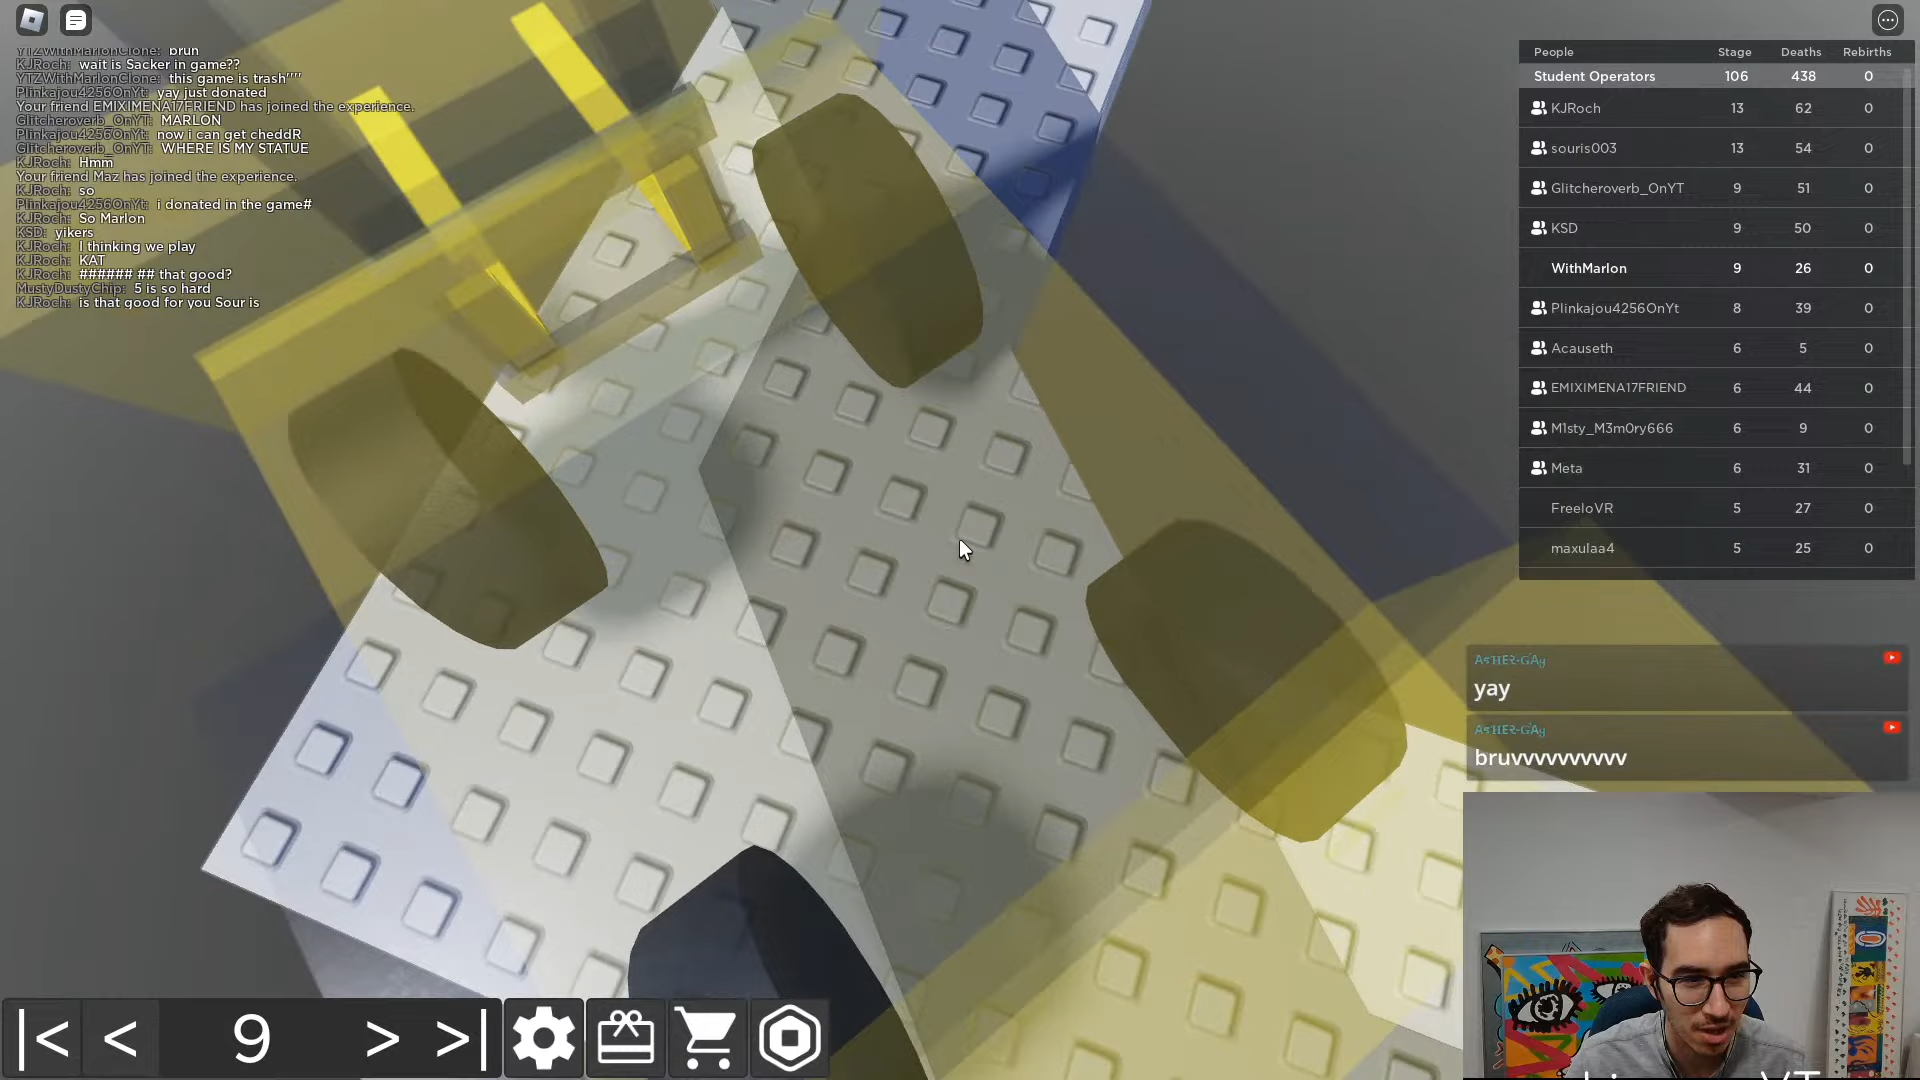 YTZWithMarlonClone: brun
KJRoch: wait is Sacker in game??
YTZWithMarlonClone: this game is trash''''
Plinkajou4256OnYt: yay just donated
Your friend EMIXIMENA17FRIEND has joined the experience.
Glitcheroverb_OnYT: MARLON
Plinkajou4256OnYt: now i can get cheddR
Glitcheroverb_OnYT: WHERE IS MY STATUE
KJRoch: Hmm
Your friend Maz has joined the experience.
KJRoch: so
Plinkajou4256OnYt: i donated in the game#
KJRoch: So Marlon
KSD: yikers
KJRoch: I thinking we play
KJRoch: KAT
KJRoch: ###### ## that good?
MustyDustyChip: 5 is so hard
KJRoch: is that good for you Sour is
People Stage Deaths Rebirths
Student Operators 106 438 0
KJRoch 13 62 0
souris003 13 54 0
Glitcheroverb_OnYT 9 51 0
KSD 9 50 0
WithMarlon 9 26 0
Plinkajou4256OnYt 8 39 0
Acauseth 6 5 0
EMIXIMENA17FRIEND 6 44 0
M1sty_M3m0ry666 6 9 0
Meta 6 31 0
FreeloVR 5 27 0
maxulaa4 5 25 0
yay
bruvvvvvvvvvv
|< < 9 > >|